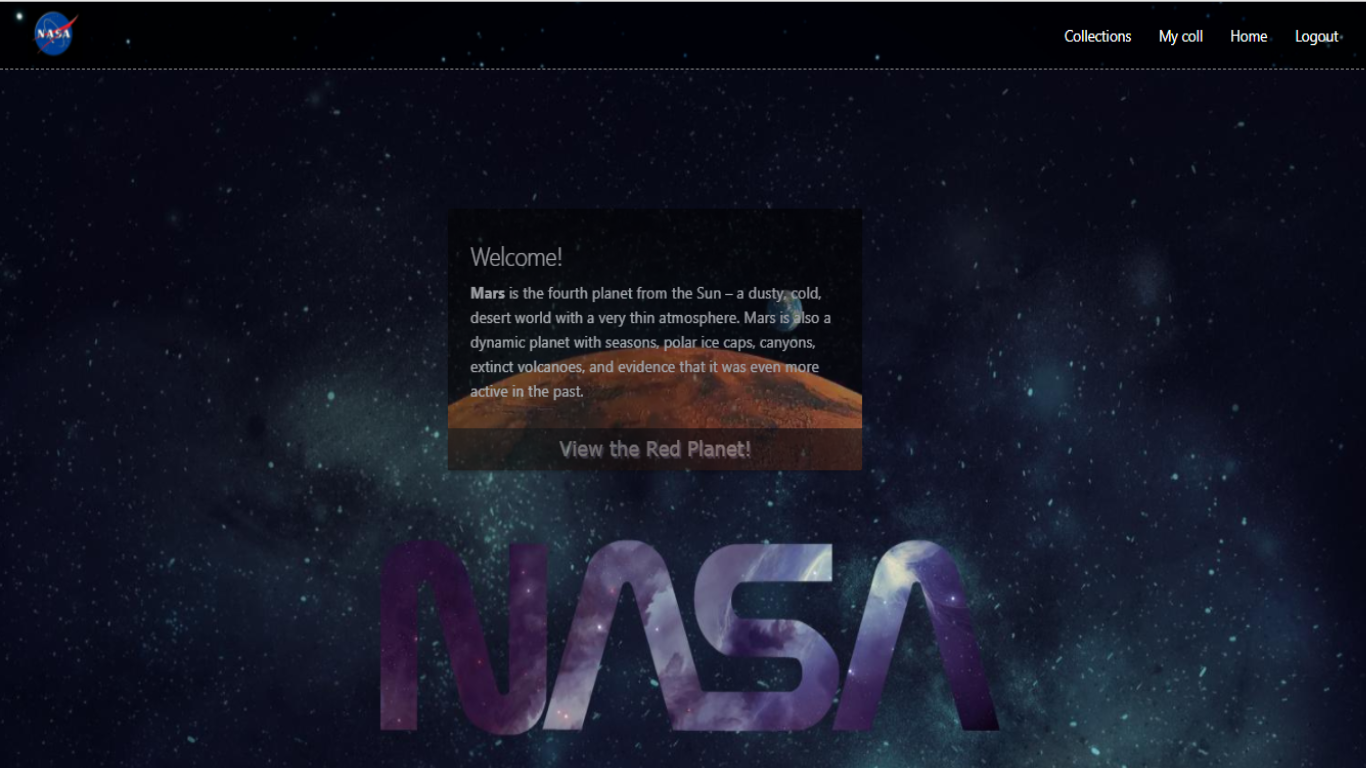 NASA
Collections My coll Home Logout
Welcome!
Mars is the fourth planet from the Sun – a dusty, cold,
desert world with a very thin atmosphere. Mars is also a
dynamic planet with seasons, polar ice caps, canyons,
extinct volcanoes, and evidence that it was even more
active in the past.
View the Red Planet!
NASA